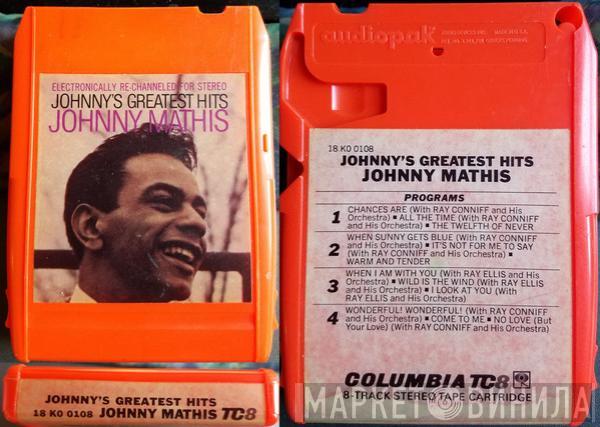 ELECTRONICALLY RE-CHANNELED FOR STEREO
JOHNNY'S GREATEST HITS
JOHNNY MATHIS
JOHNNY'S GREATEST HITS
18 KO 0108 JOHNNY MATHIS TC8
audiopak
MADE IN U.S.A.
18 KO 0108
JOHNNY'S GREATEST HITS
JOHNNY MATHIS
PROGRAMS
1 CHANCES ARE (With RAY CONNIFF and His
Orchestra) ▪ ALL THE TIME (With RAY CONNIFF
and His Orchestra) ▪ THE TWELFTH OF NEVER
2 WHEN SUNNY GETS BLUE (With RAY CONNIFF
and His Orchestra) ▪ IT'S NOT FOR ME TO SAY
(With RAY CONNIFF and His Orchestra) ▪
WARM AND TENDER
3 WHEN I AM WITH YOU (With RAY ELLIS and His
Orchestra) ▪ WILD IS THE WIND (With RAY ELLIS
and His Orchestra) ▪ I LOOK AT YOU (With
RAY ELLIS and His Orchestra)
4 WONDERFUL! WONDERFUL! (With RAY CONNIFF
and His Orchestra) ▪ COME TO ME ▪ NO LOVE (But
Your Love) (With RAY CONNIFF and His Orchestra)
COLUMBIA TC8
8-TRACK STEREO TAPE CARTRIDGE
МАРКЕТ ВИНИЛА